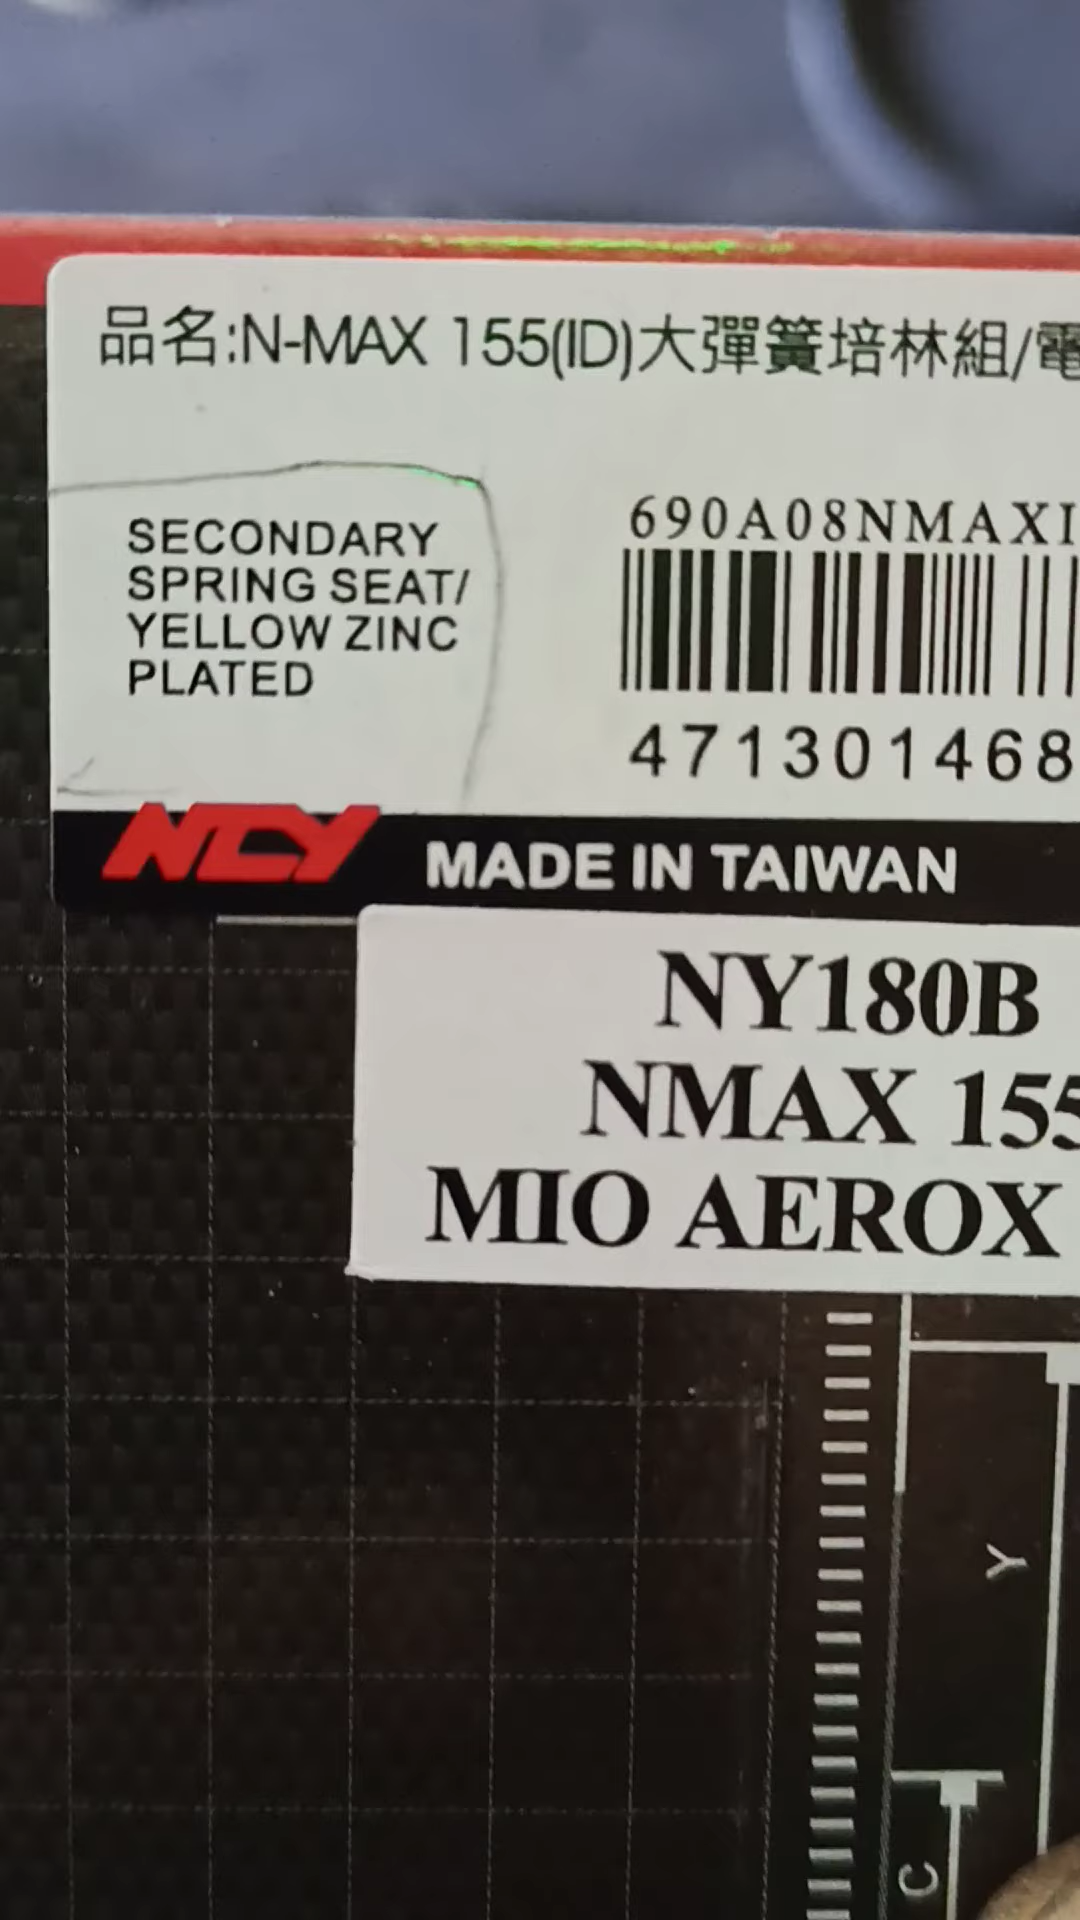 品名:N-MAX 155(ID)大彈簧培林組/電
SECONDARY
SPRING SEAT/
YELLOW ZINC
PLATED
690A08NMAXI
471301468
NCY MADE IN TAIWAN
NY180B
NMAX 155
MIO AEROX
Y
C